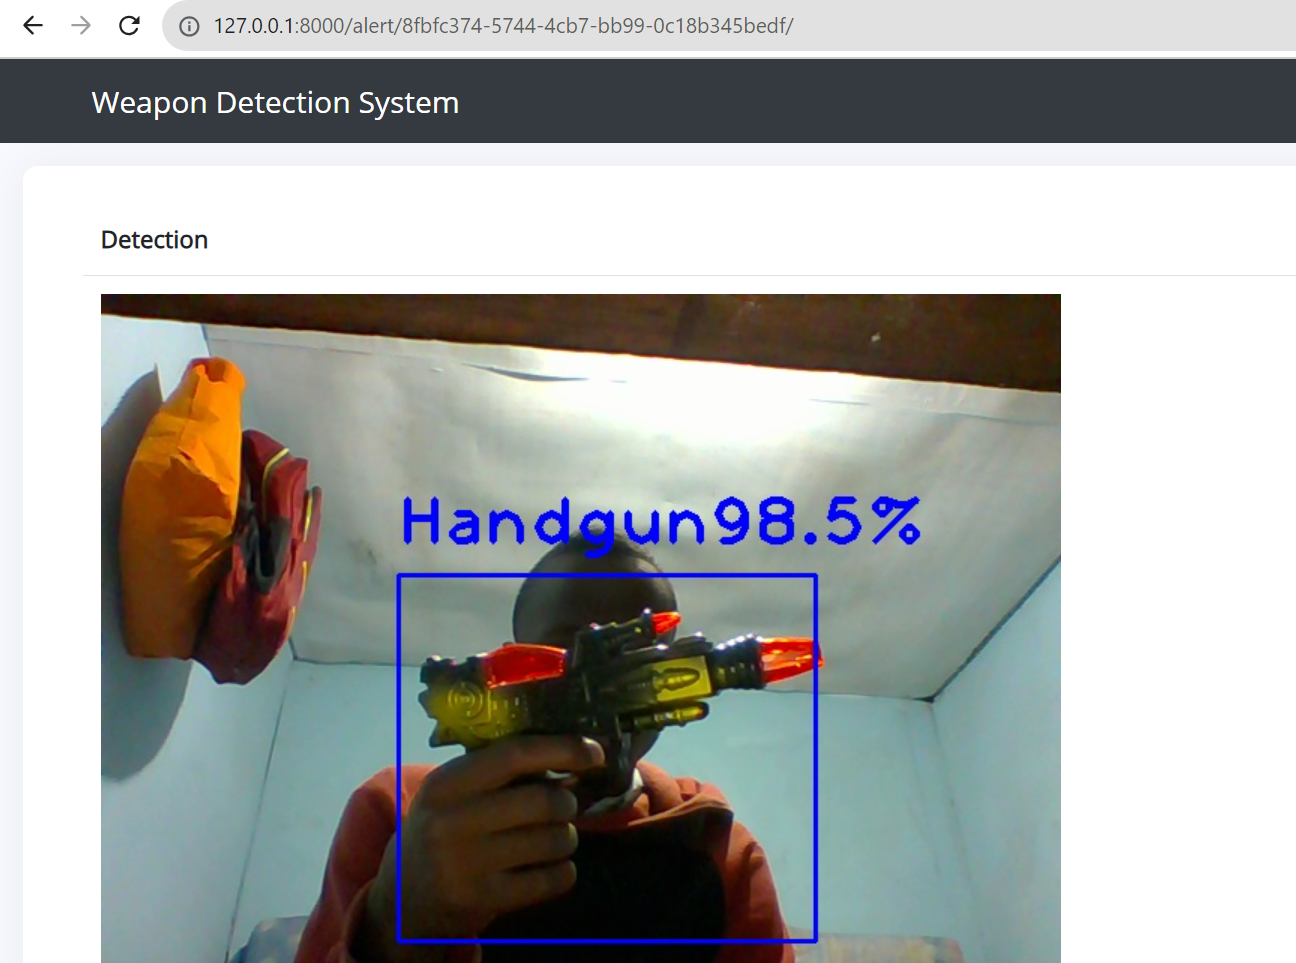 127.0.0.1:8000/alert/8fbfc374-5744-4cb7-bb99-0c18b345bedf/
Weapon Detection System
Detection
Handgun98.5%